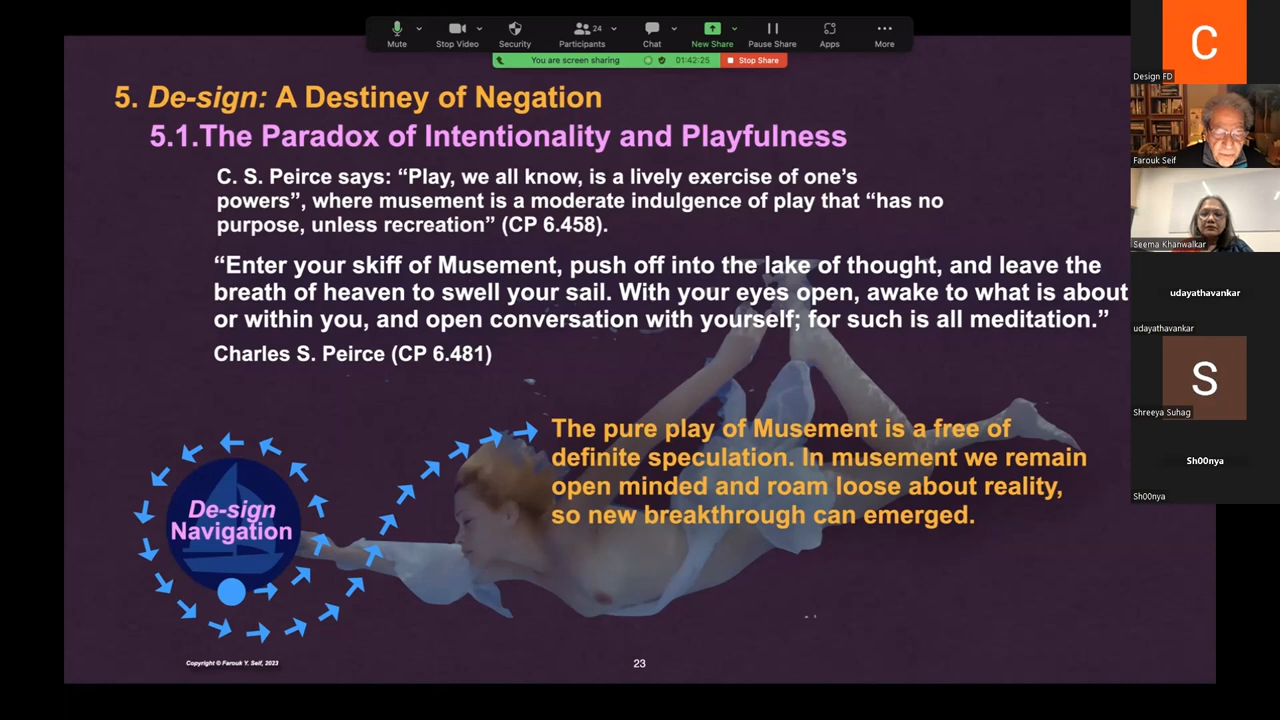 Mute
Stop Video
Security
24
Participants
Chat
New Share
Pause Share
Apps
More
You are screen sharing
01:42:25
Stop Share
5. De-sign: A Destiney of Negation
5.1.The Paradox of Intentionality and Playfulness
C. S. Peirce says: “Play, we all know, is a lively exercise of one’s
powers”, where musement is a moderate indulgence of play that “has no
purpose, unless recreation” (CP 6.458).
“Enter your skiff of Musement, push off into the lake of thought, and leave the
breath of heaven to swell your sail. With your eyes open, awake to what is about
or within you, and open conversation with yourself; for such is all meditation.”
Charles S. Peirce (CP 6.481)
The pure play of Musement is a free of
definite speculation. In musement we remain
open minded and roam loose about reality,
so new breakthrough can emerged.
De-sign
Navigation
Copyright © Farouk Y. Seif, 2023
23
C
Design FD
Farouk Seif
Seema Khanwalkar
udayathavankar
udayathavankar
S
Shreeya Suhag
Sh00nya
Sh00nya